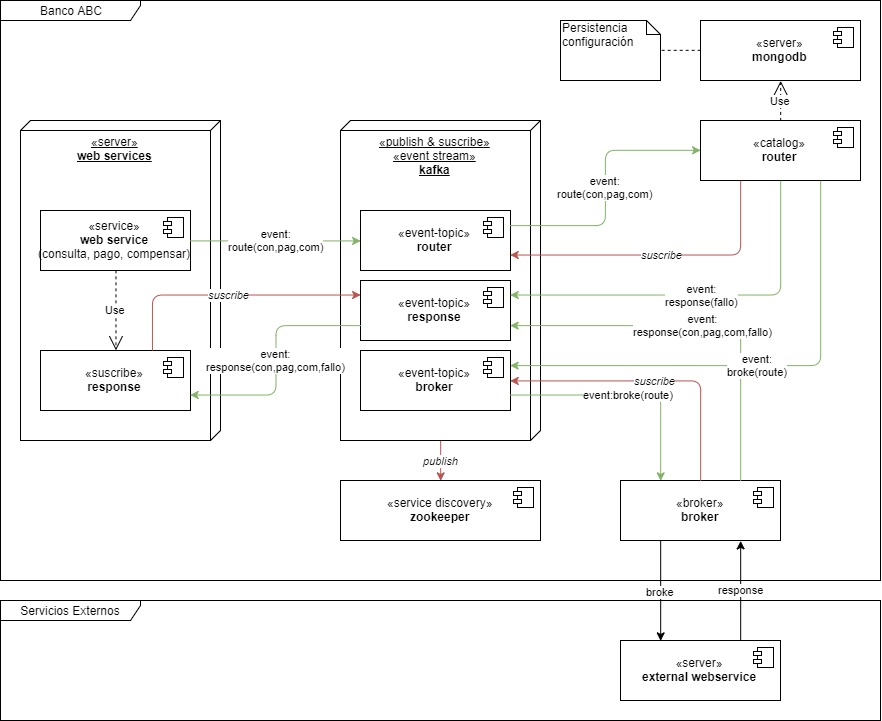 Banco ABC
Persistencia
configuración
«server»
mongodb
Use
«server»
web services
«publish & suscribe»
«event stream»
kafka
«catalog»
router
event:
route(con,pag,com)
«service»
web service
(consulta, pago, compensar)
event:
route(con,pag,com)
«event-topic»
router
suscribe
suscribe
«event-topic»
response
event:
response(fallo)
Use
event:
response(con,pag,com,fallo)
event:
response(con,pag,com,fallo)
«suscribe»
response
«event-topic»
broker
event:
broke(route)
suscribe
event:broke(route)
publish
«service discovery»
zookeeper
«broker»
broker
broke
response
Servicios Externos
«server»
external webservice